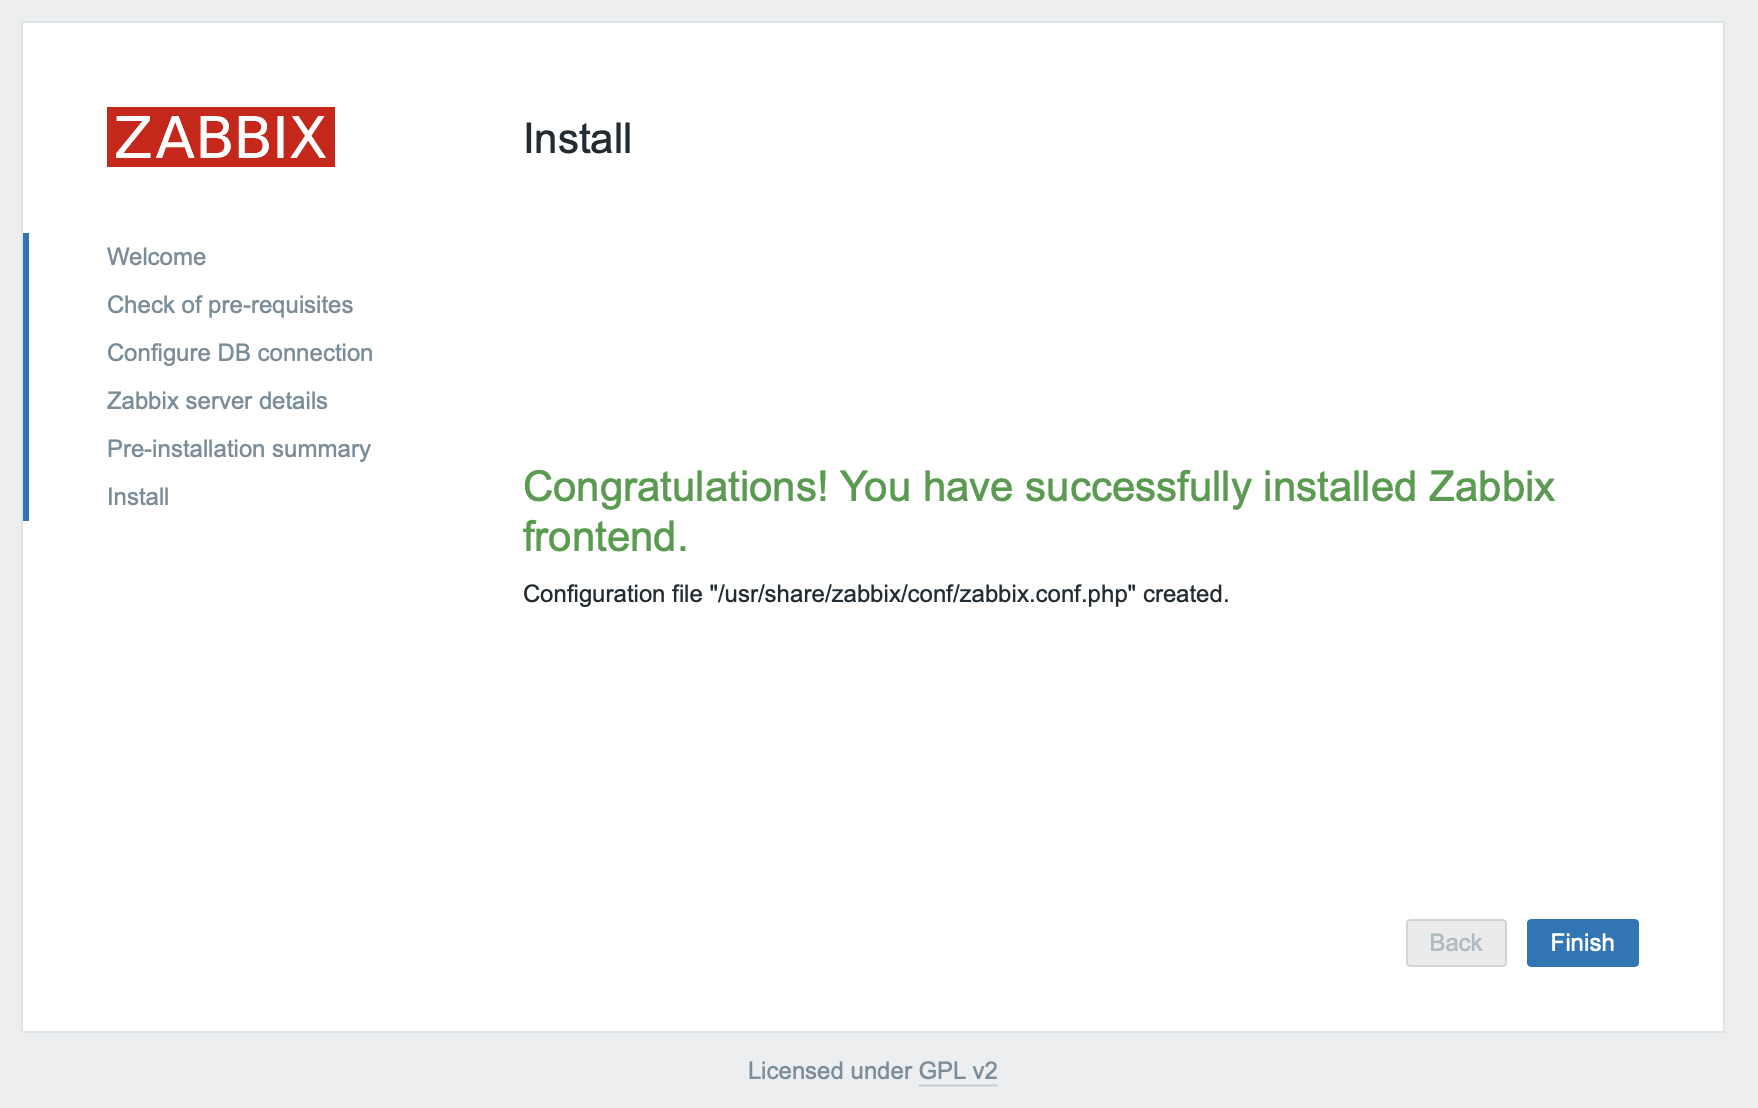 ZABBIX
Install
Welcome
Check of pre-requisites
Configure DB connection
Zabbix server details
Pre-installation summary
Install
Congratulations! You have successfully installed Zabbix
frontend.
Configuration file "/usr/share/zabbix/conf/zabbix.conf.php" created.
Back
Finish
Licensed under GPL v2